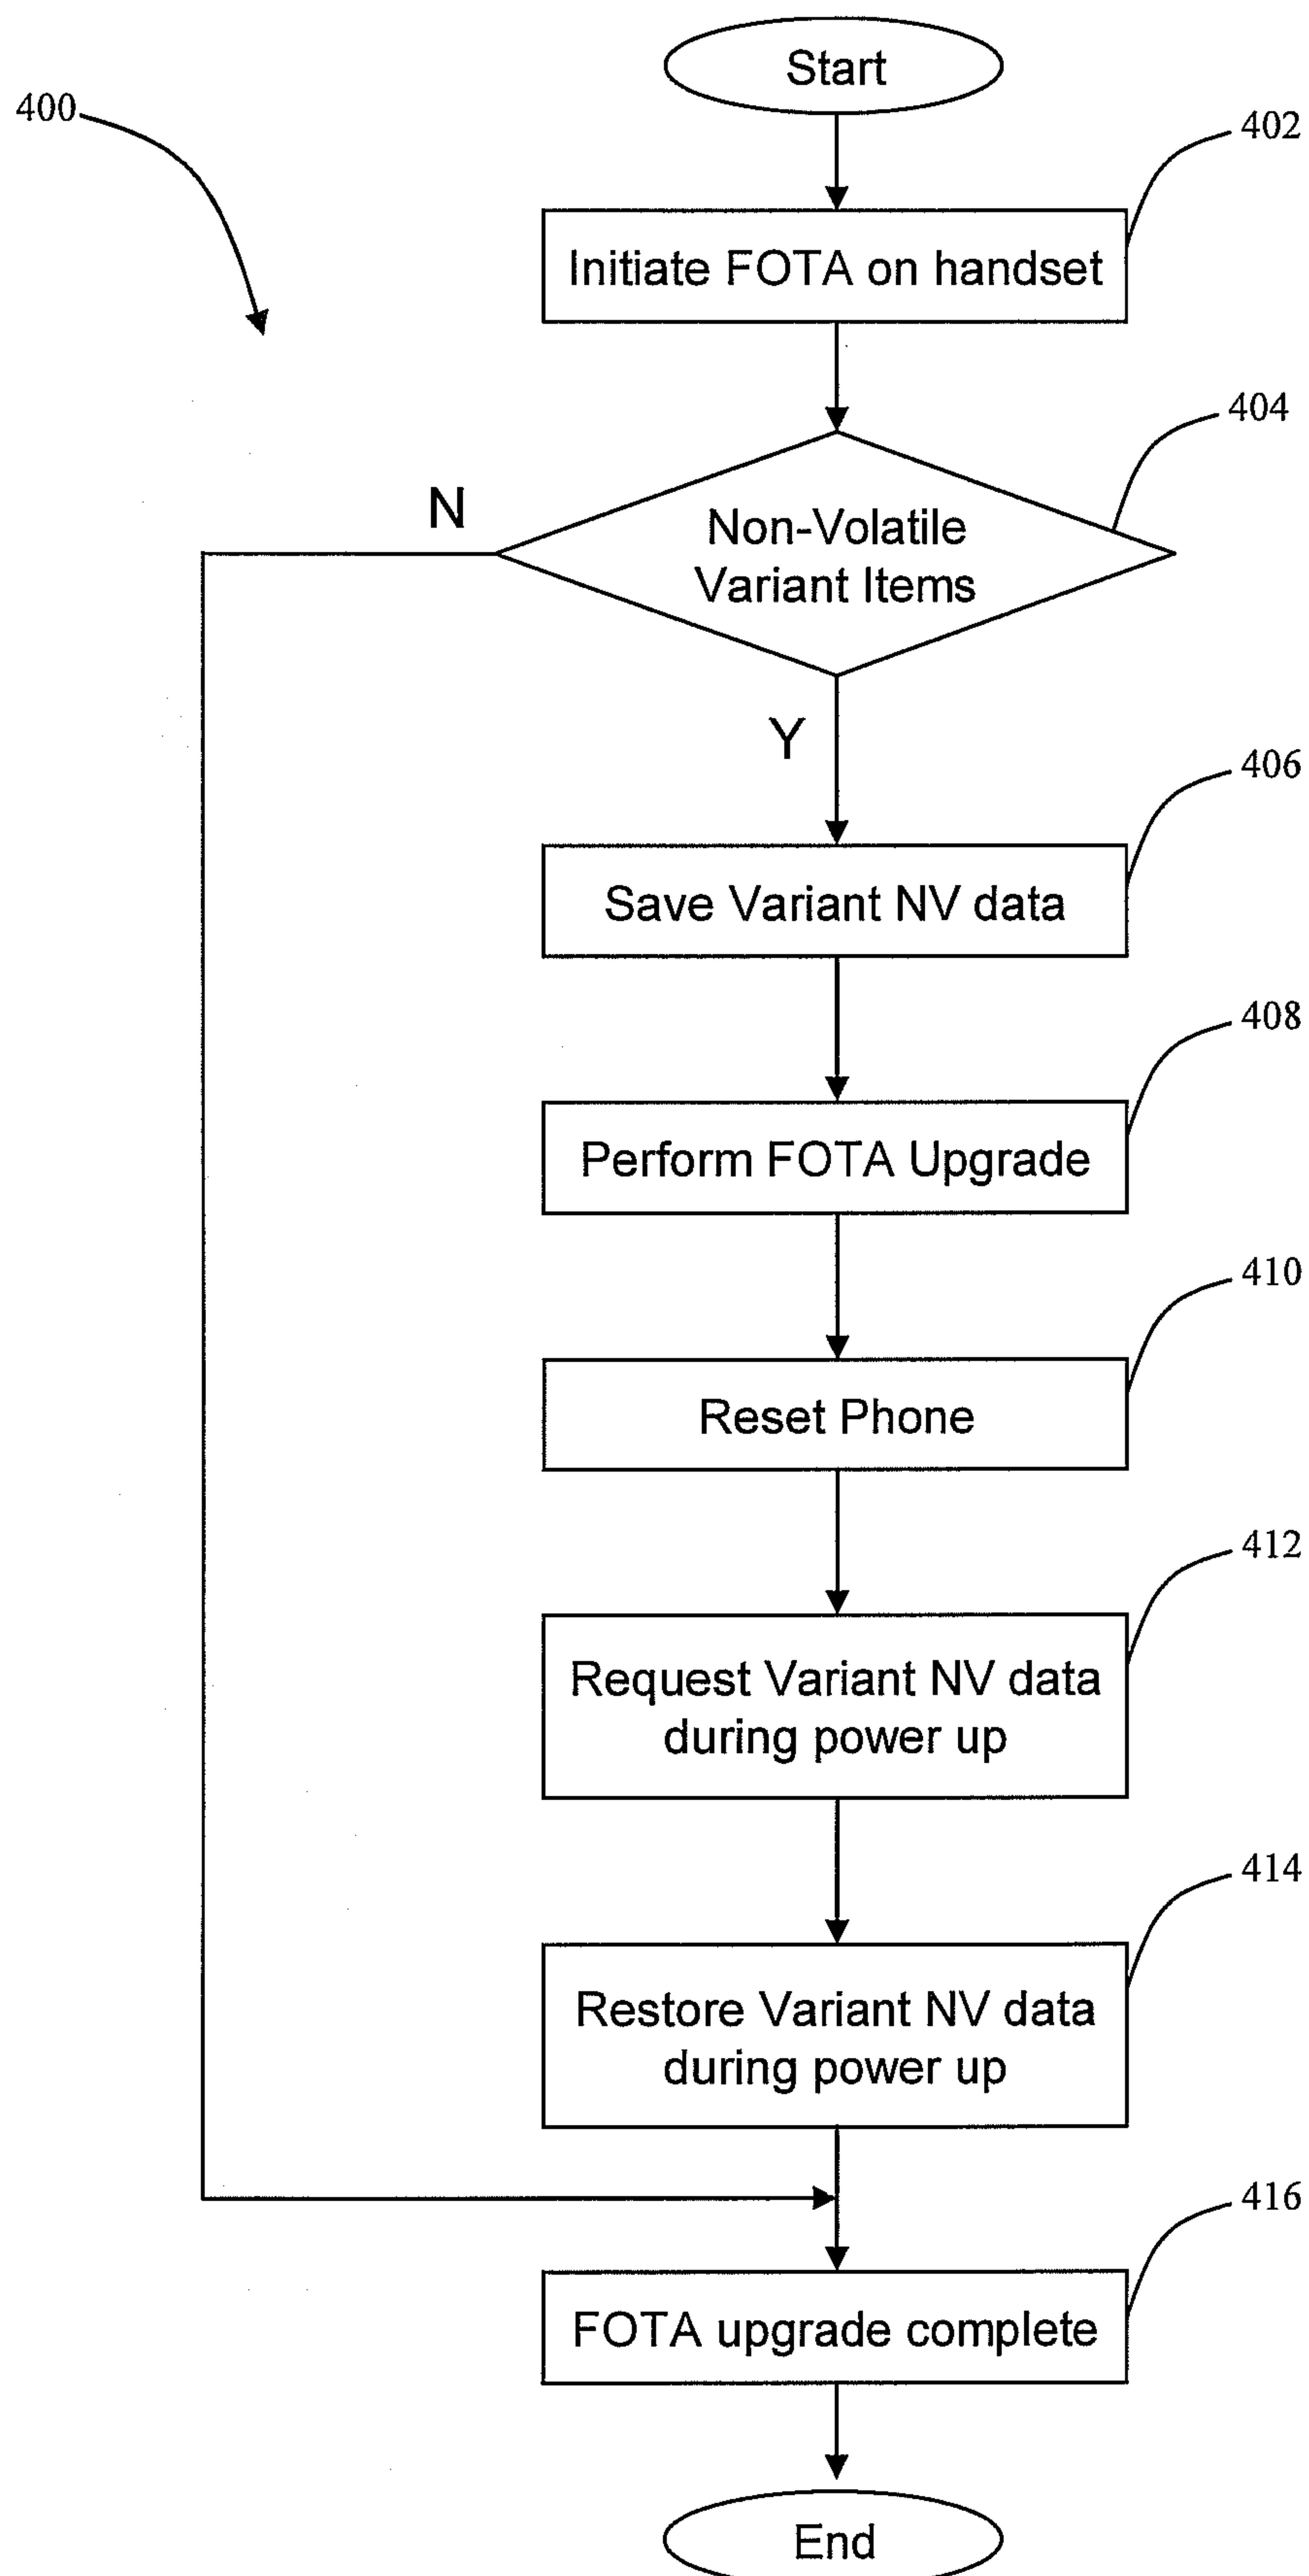 Start
400
402
Initiate FOTA on handset
404
N
Non-Volatile
Variant Items
Y
406
Save Variant NV data
408
Perform FOTA Upgrade
410
Reset Phone
412
Request Variant NV data
during power up
414
Restore Variant NV data
during power up
416
FOTA upgrade complete
End